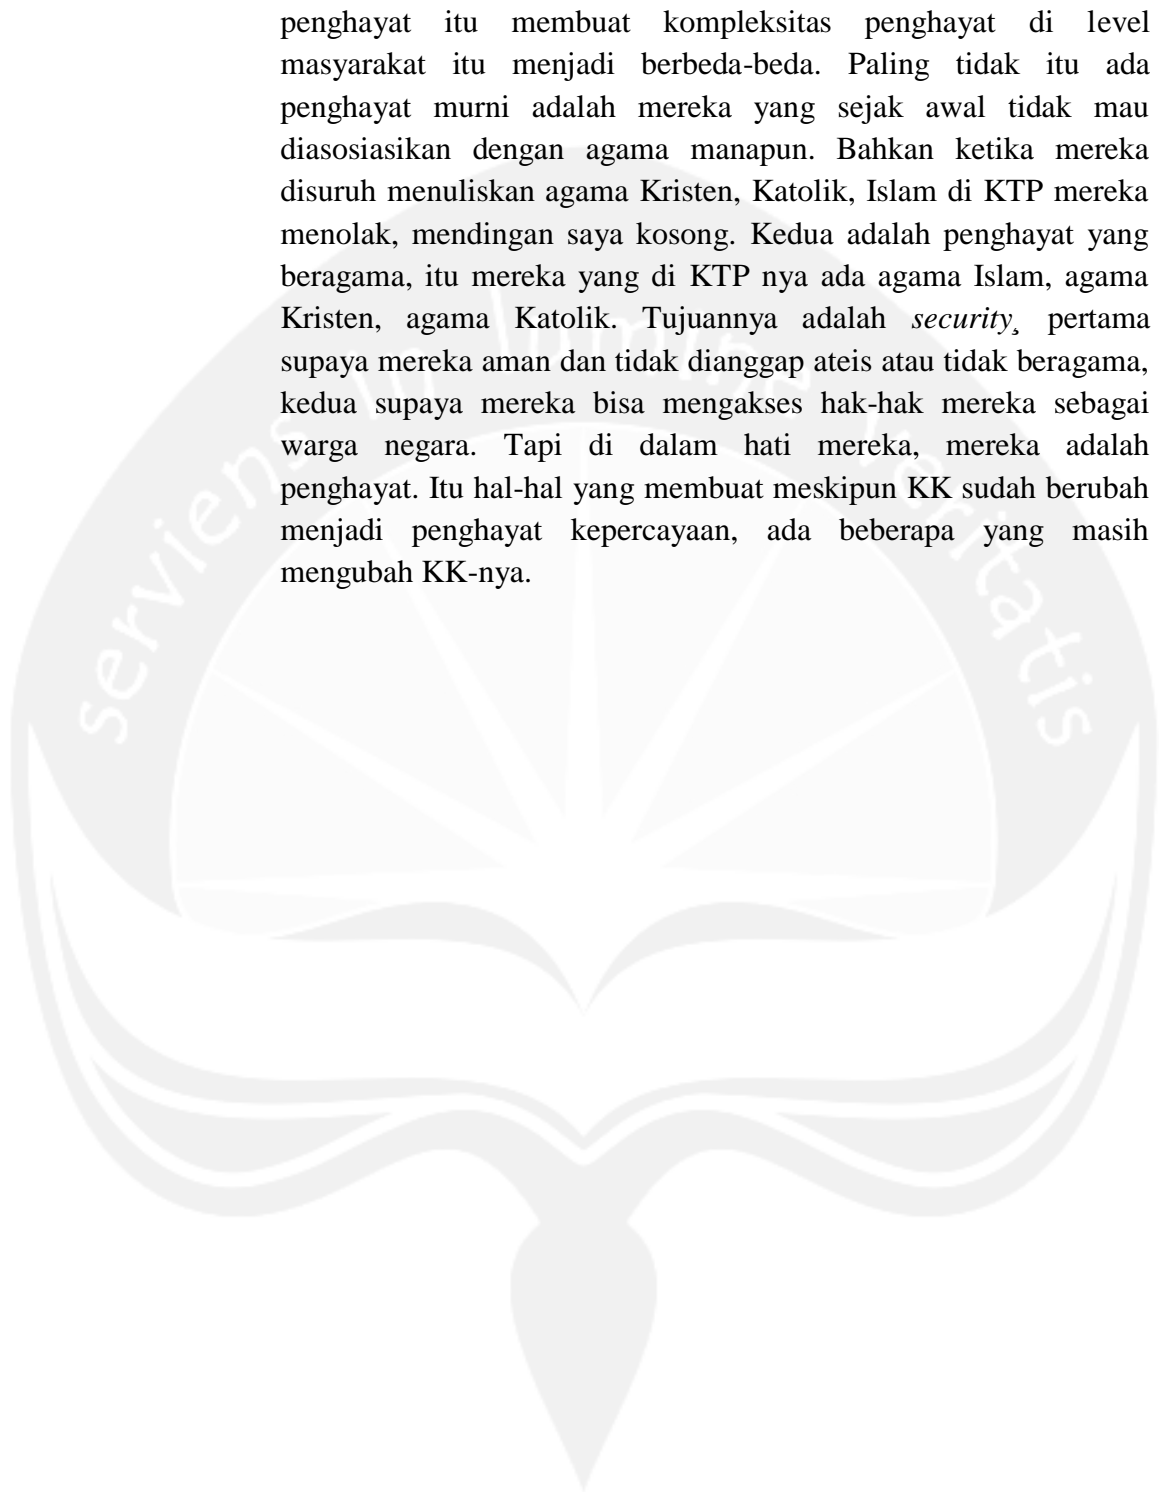 penghayat itu membuat kompleksitas penghayat di level
masyarakat itu menjadi berbeda-beda. Paling tidak itu ada
penghayat murni adalah mereka yang sejak awal tidak mau
diasosiasikan dengan agama manapun. Bahkan ketika mereka
disuruh menuliskan agama Kristen, Katolik, Islam di KTP mereka
menolak, mendingan saya kosong. Kedua adalah penghayat yang
beragama, itu mereka yang di KTP nya ada agama Islam, agama
Kristen, agama Katolik. Tujuannya adalah security¸ pertama
supaya mereka aman dan tidak dianggap ateis atau tidak beragama,
kedua supaya mereka bisa mengakses hak-hak mereka sebagai
warga negara. Tapi di dalam hati mereka, mereka adalah
penghayat. Itu hal-hal yang membuat meskipun KK sudah berubah
menjadi penghayat kepercayaan, ada beberapa yang masih
mengubah KK-nya.
serviens in lumine veritatis